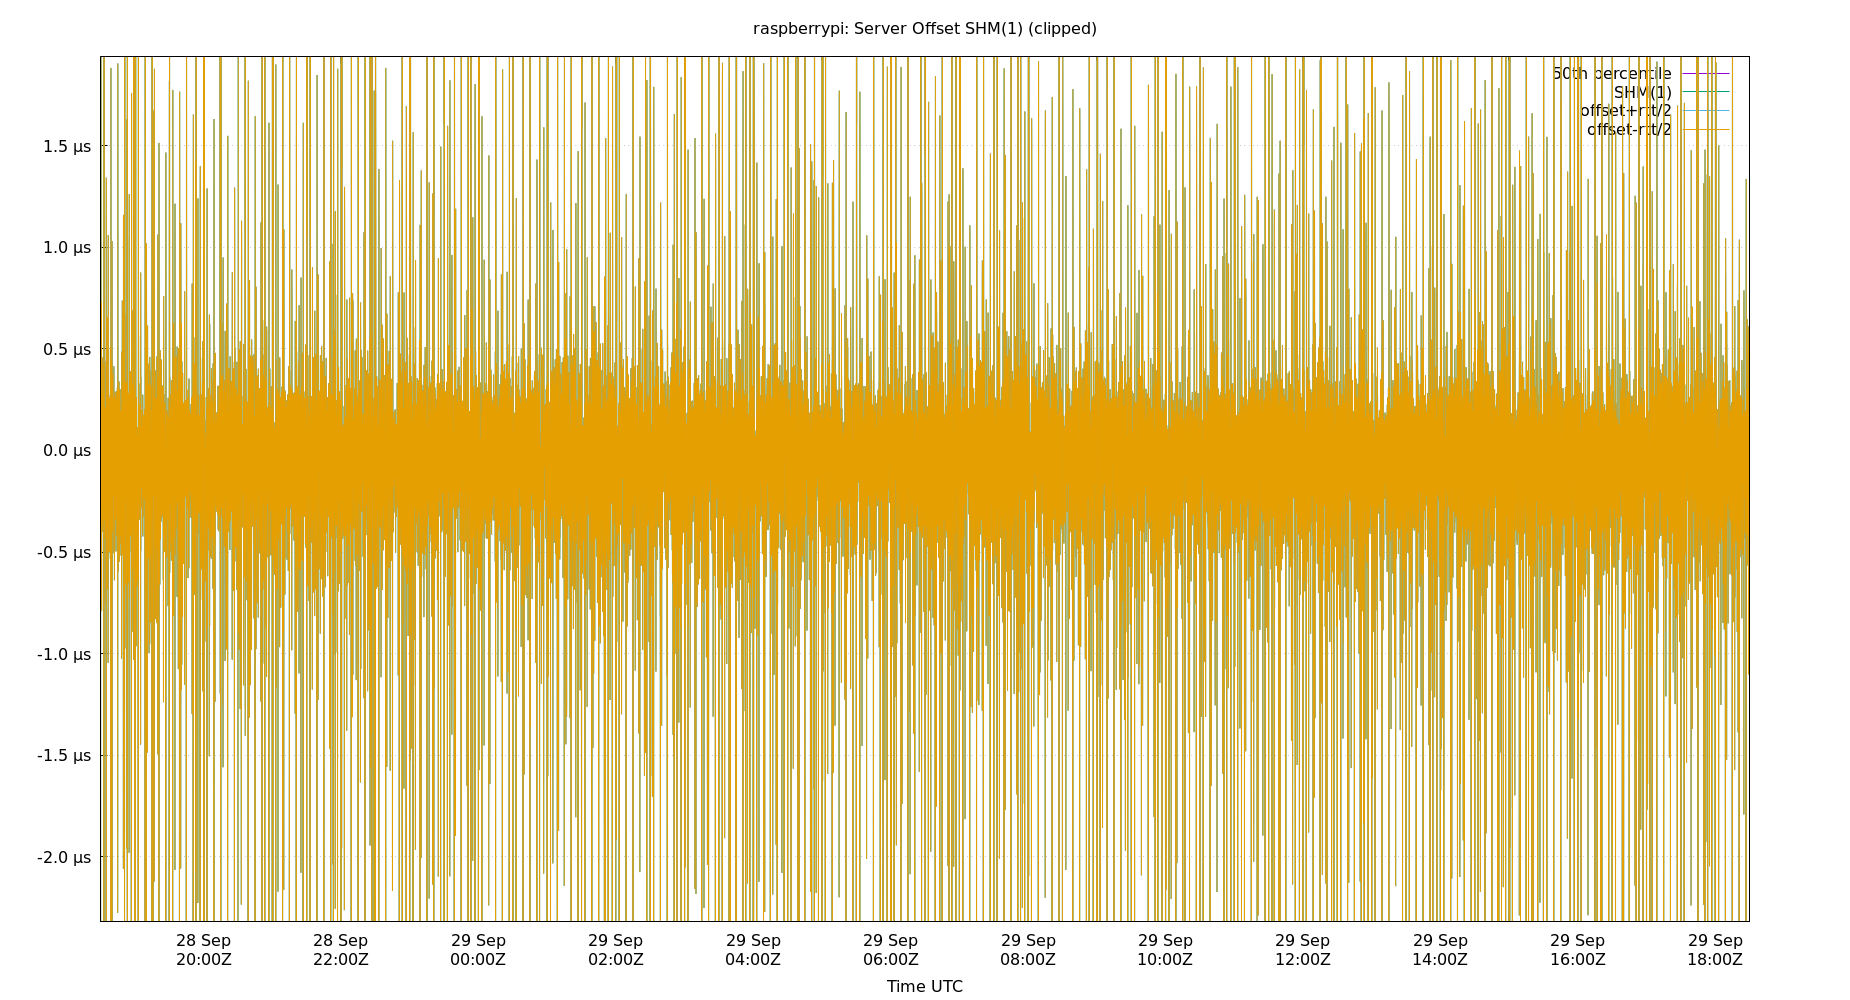 raspberrypi: Server Offset SHM(1) (clipped)
50th percentile
SHM(1)
offset+rtt/2
offset-rtt/2
1.5 µs
1.0 µs
0.5 µs
0.0 µs
-0.5 µs
-1.0 µs
-1.5 µs
-2.0 µs
28 Sep 28 Sep 29 Sep 29 Sep 29 Sep 29 Sep 29 Sep 29 Sep 29 Sep 29 Sep 29 Sep 29 Sep
20:00Z 22:00Z 00:00Z 02:00Z 04:00Z 06:00Z 08:00Z 10:00Z 12:00Z 14:00Z 16:00Z 18:00Z
Time UTC